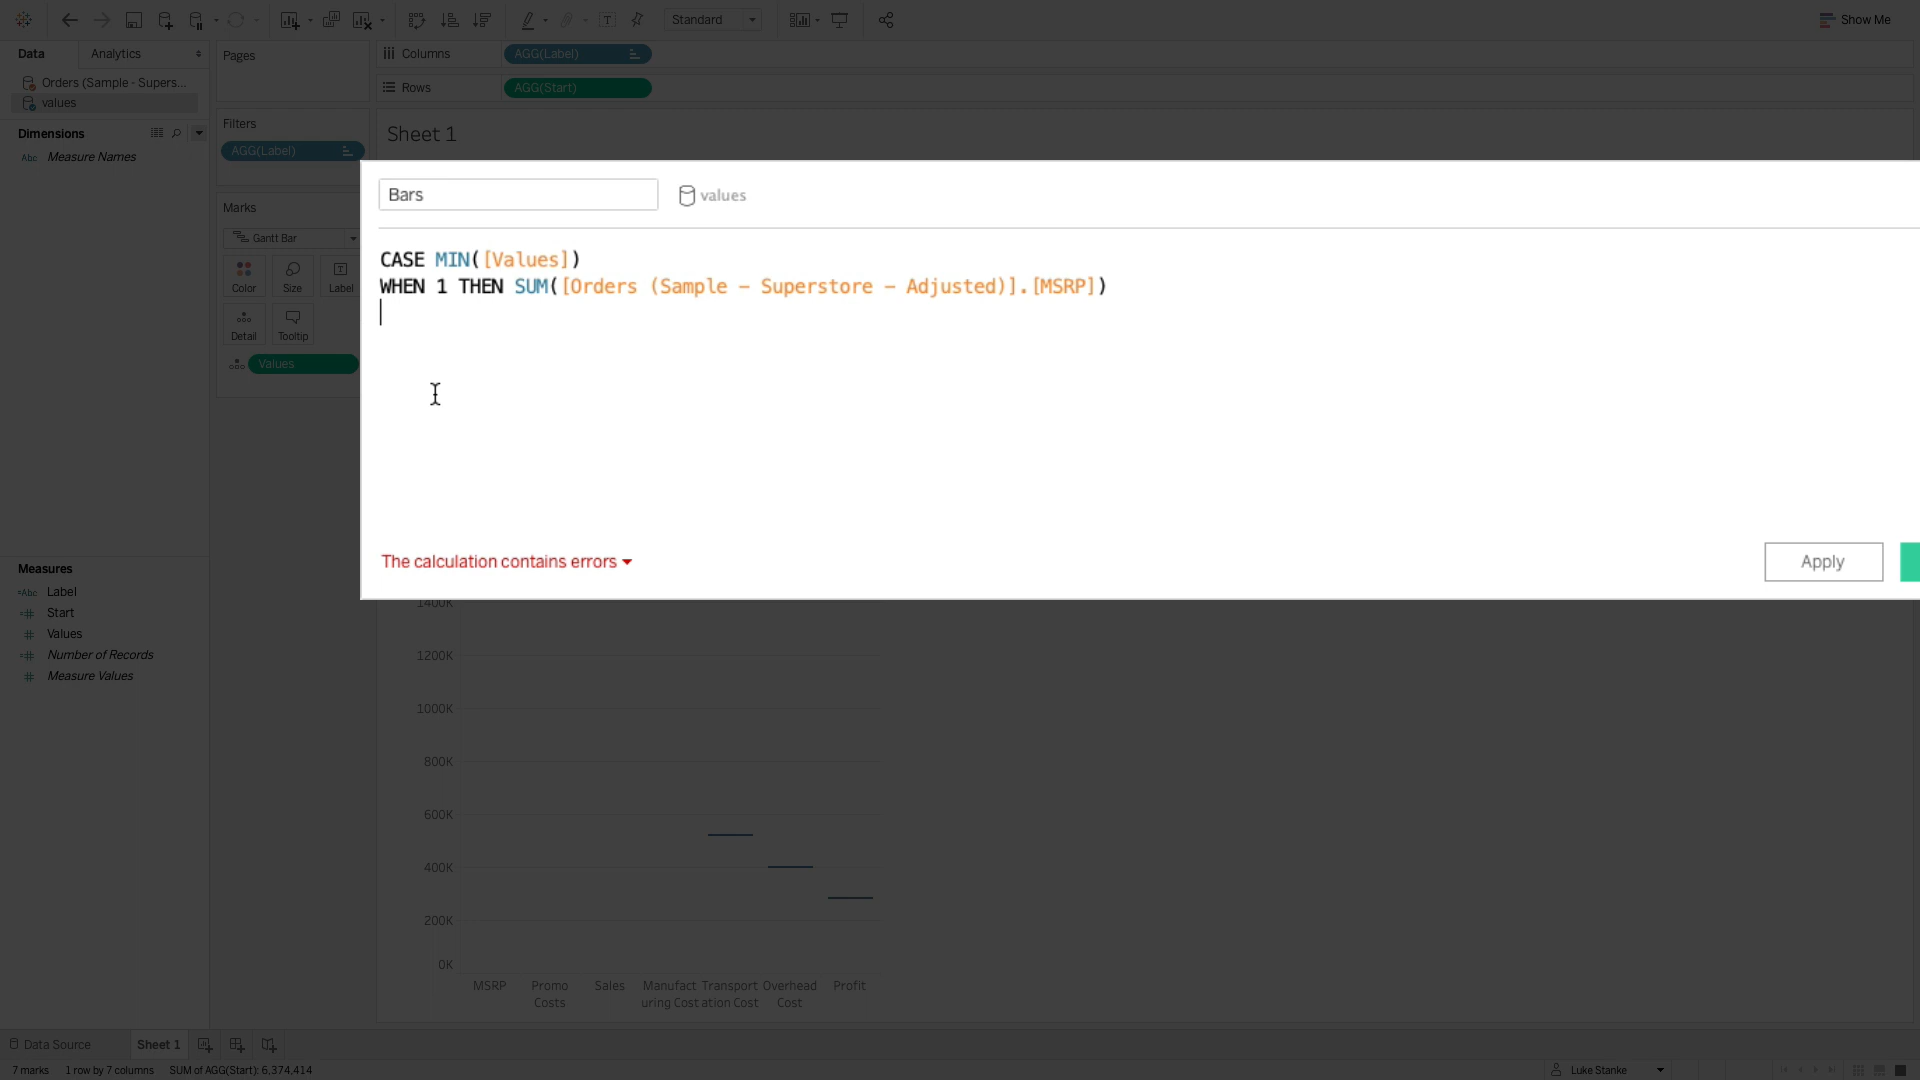 Standard
Show Me
Data
Analytics
Pages
Columns
AGG(Label)
Orders (Sample - Supers...
values
Rows
AGG(Start)
Filters
Dimensions
Sheet 1
AGG(Label)
Abc Measure Names
Bars
values
Marks
Gantt Bar
CASE MIN([Values])
WHEN 1 THEN SUM([Orders (Sample – Superstore – Adjusted)].[MSRP])
Color
Size
Label
Detail
Tooltip
Values
The calculation contains errors
Apply
Measures
=Abc Label
=# Start
# Values
=# Number of Records
# Measure Values
1400K
1200K
1000K
800K
600K
400K
200K
0K
MSRP
Promo
Costs
Sales
Manufact
uring Cost
Transport
ation Cost
Overhead
Cost
Profit
Data Source
Sheet 1
7 marks
1 row by 7 columns
SUM of AGG(Start): 6,374,414
Luke Stanke